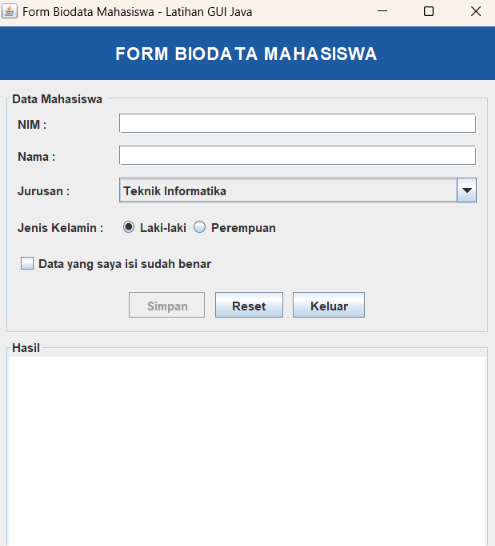 Form Biodata Mahasiswa - Latihan GUI Java
FORM BIODATA MAHASISWA
Data Mahasiswa
NIM :
Nama :
Jurusan : Teknik Informatika
Jenis Kelamin : Laki-laki Perempuan
Data yang saya isi sudah benar
Simpan Reset Keluar
Hasil